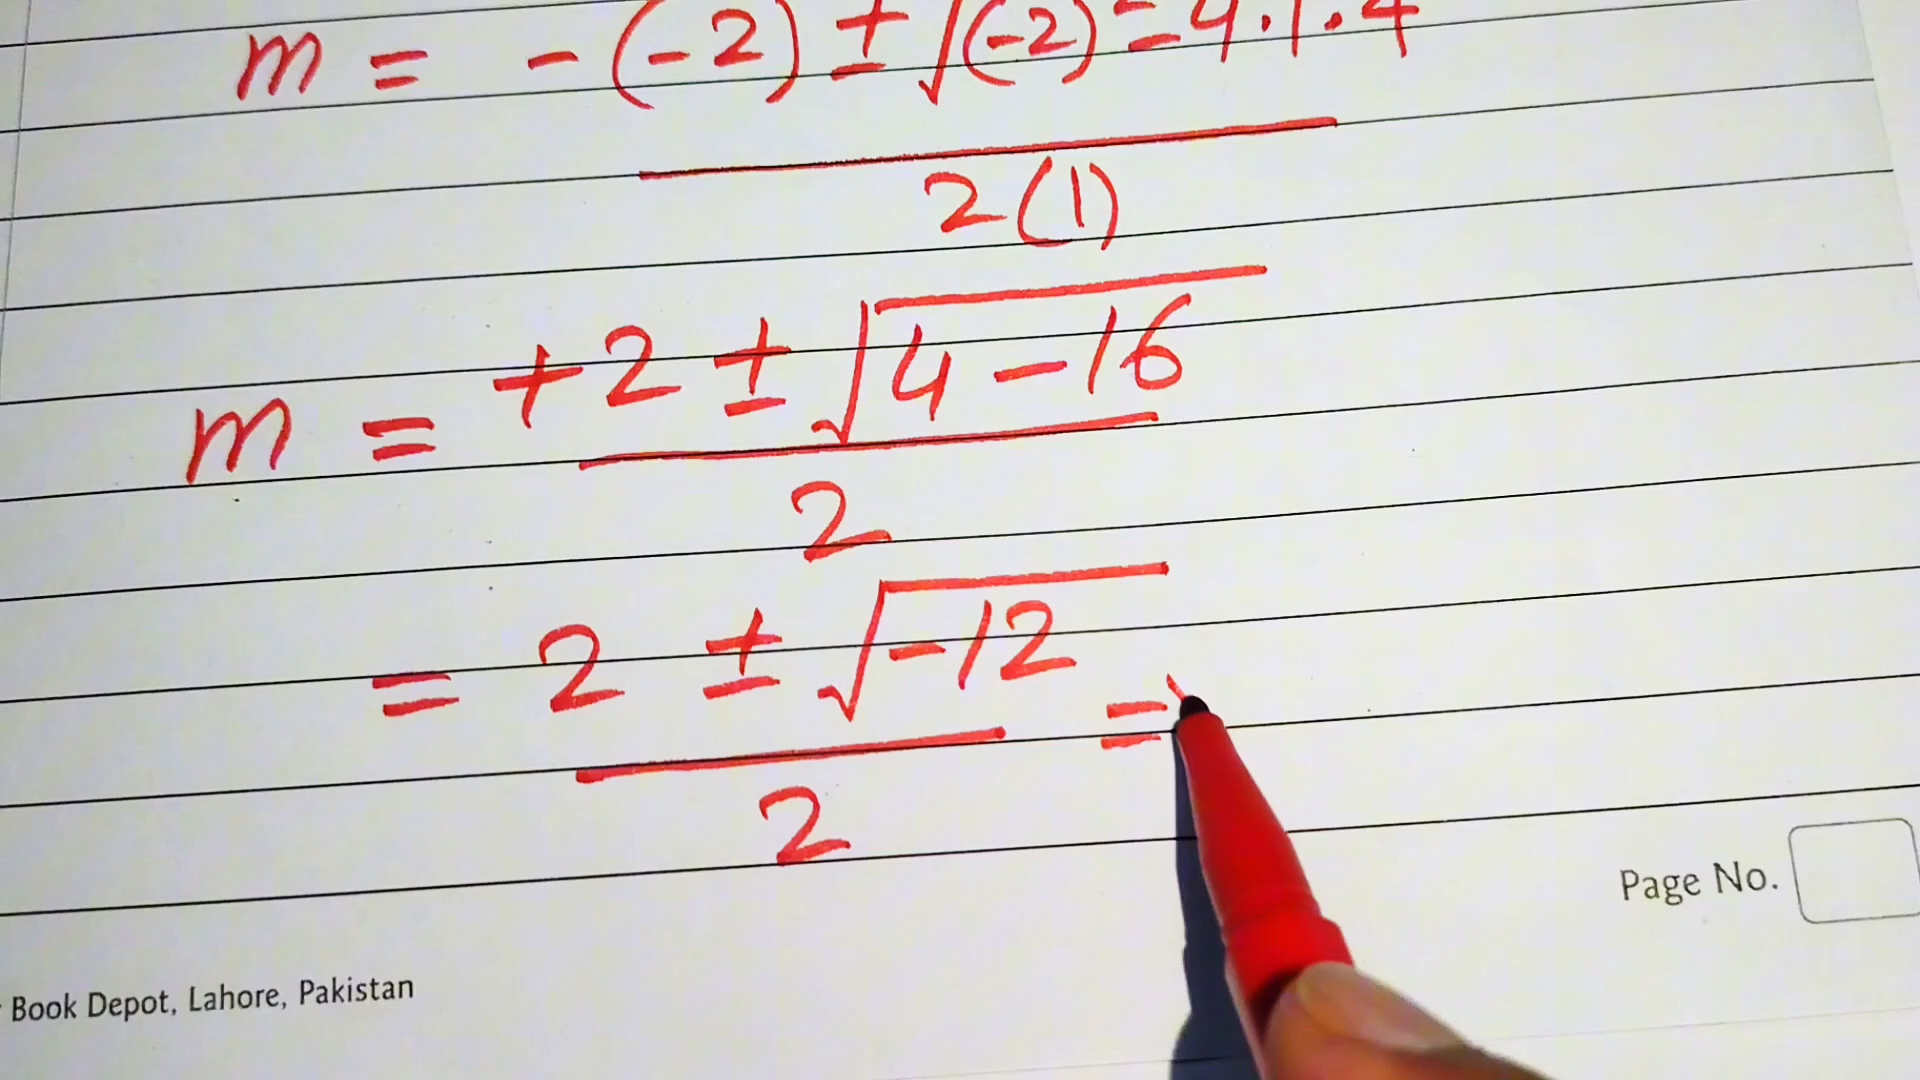 m = -(-2) ± √(-2)² - 4.1.4
2(1)
m = +2 ± √4-16
2
= 2 ± √-12 =
2
Page No.
Book Depot, Lahore, Pakistan